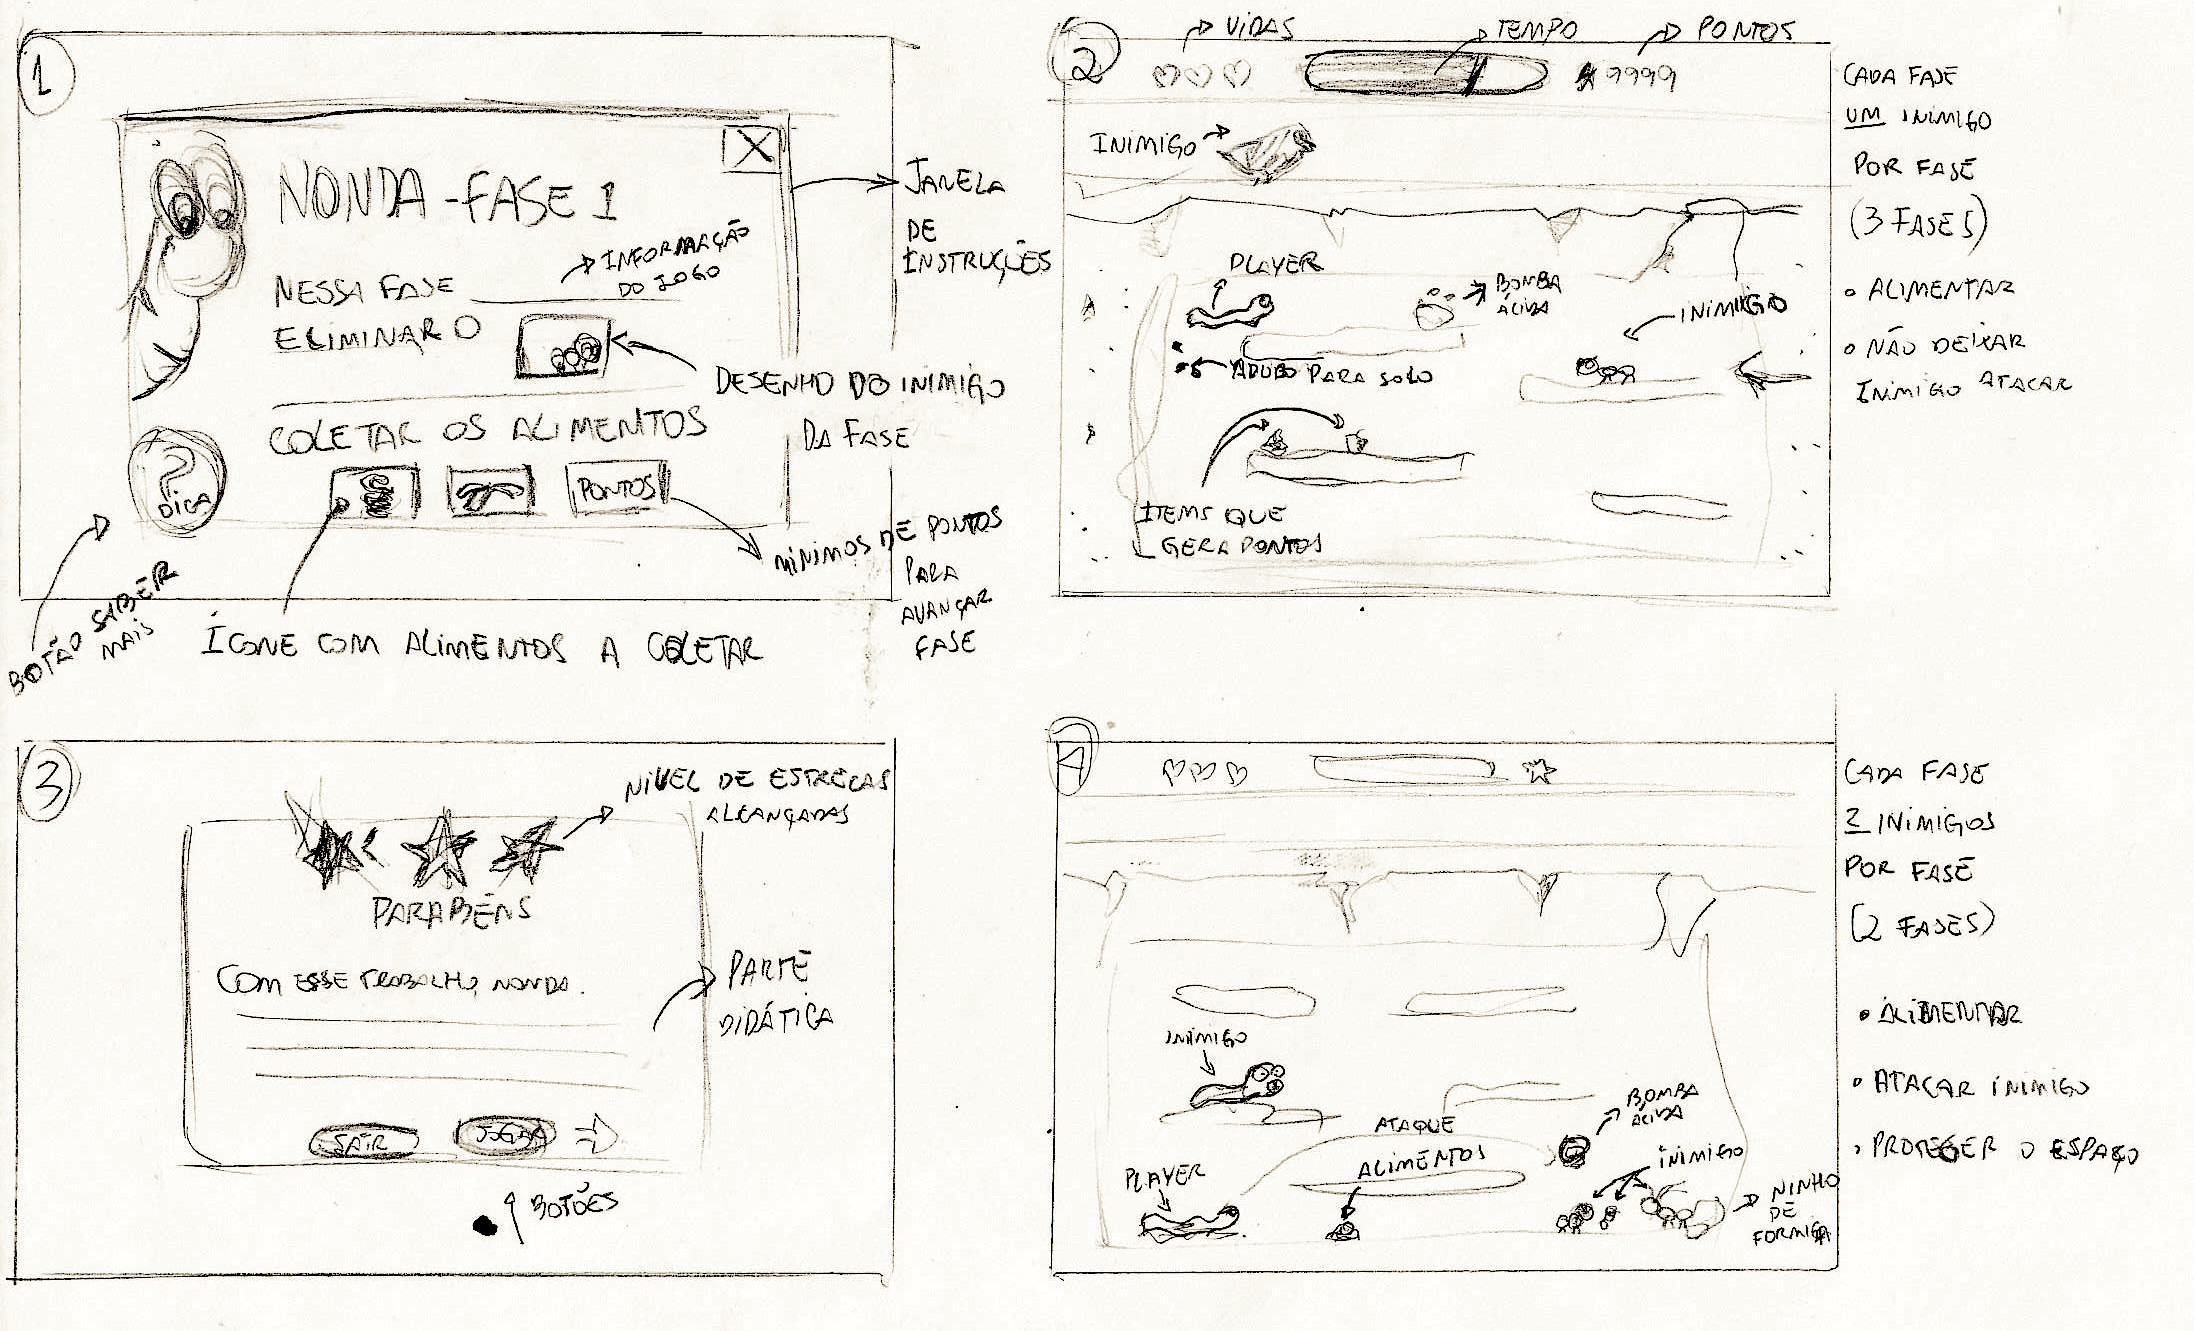 1
NONDA - FASE 1
INFORMAÇÃO
DO JOGO
NESSA FASE
ELIMINAR O
COLETAR OS ALIMENTOS
PONTOS
?
DICA
X
JANELA
DE
INSTRUÇÕES
DESENHO DO INIMIGO
DA FASE
MÍNIMOS DE PONTOS
PARA
AVANÇAR
FASE
BOTÃO SABER
MAIS
ÍCONE COM ALIMENTOS A COLETAR
2
VIDAS
TEMPO
PONTOS
9999
INIMIGO
PLAYER
BOMBA
ÁCIDA
INIMIGO
ADUBO PARA SOLO
ITEMS QUE
GERA PONTOS
CADA FASE
UM INIMIGO
POR FASE
(3 FASES)
• ALIMENTAR
• NÃO DEIXAR
INIMIGO ATACAR
3
NIVEL DE ESTRELAS
ALCANÇADAS
PARABÉNS
COM ESSE TRABALHO, NONDA.
PARTE
DIDÁTICA
SAIR
JOGAR
BOTÕES
4
INIMIGO
BOMBA
ÁCIDA
ATAQUE
ALIMENTOS
INIMIGO
PLAYER
NINHO
DE
FORMIGA
CADA FASE
2 INIMIGOS
POR FASE
(2 FASES)
• ALIMENTAR
• ATACAR INIMIGO
• PROTEGER O ESPAÇO